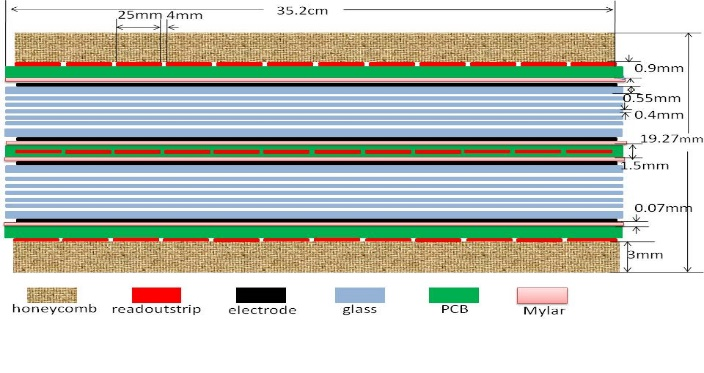 35.2cm
25mm 4mm
0.9mm
0.55mm
0.4mm
19.27mm
1.5mm
0.07mm
3mm
honeycomb readoutstrip electrode glass PCB Mylar